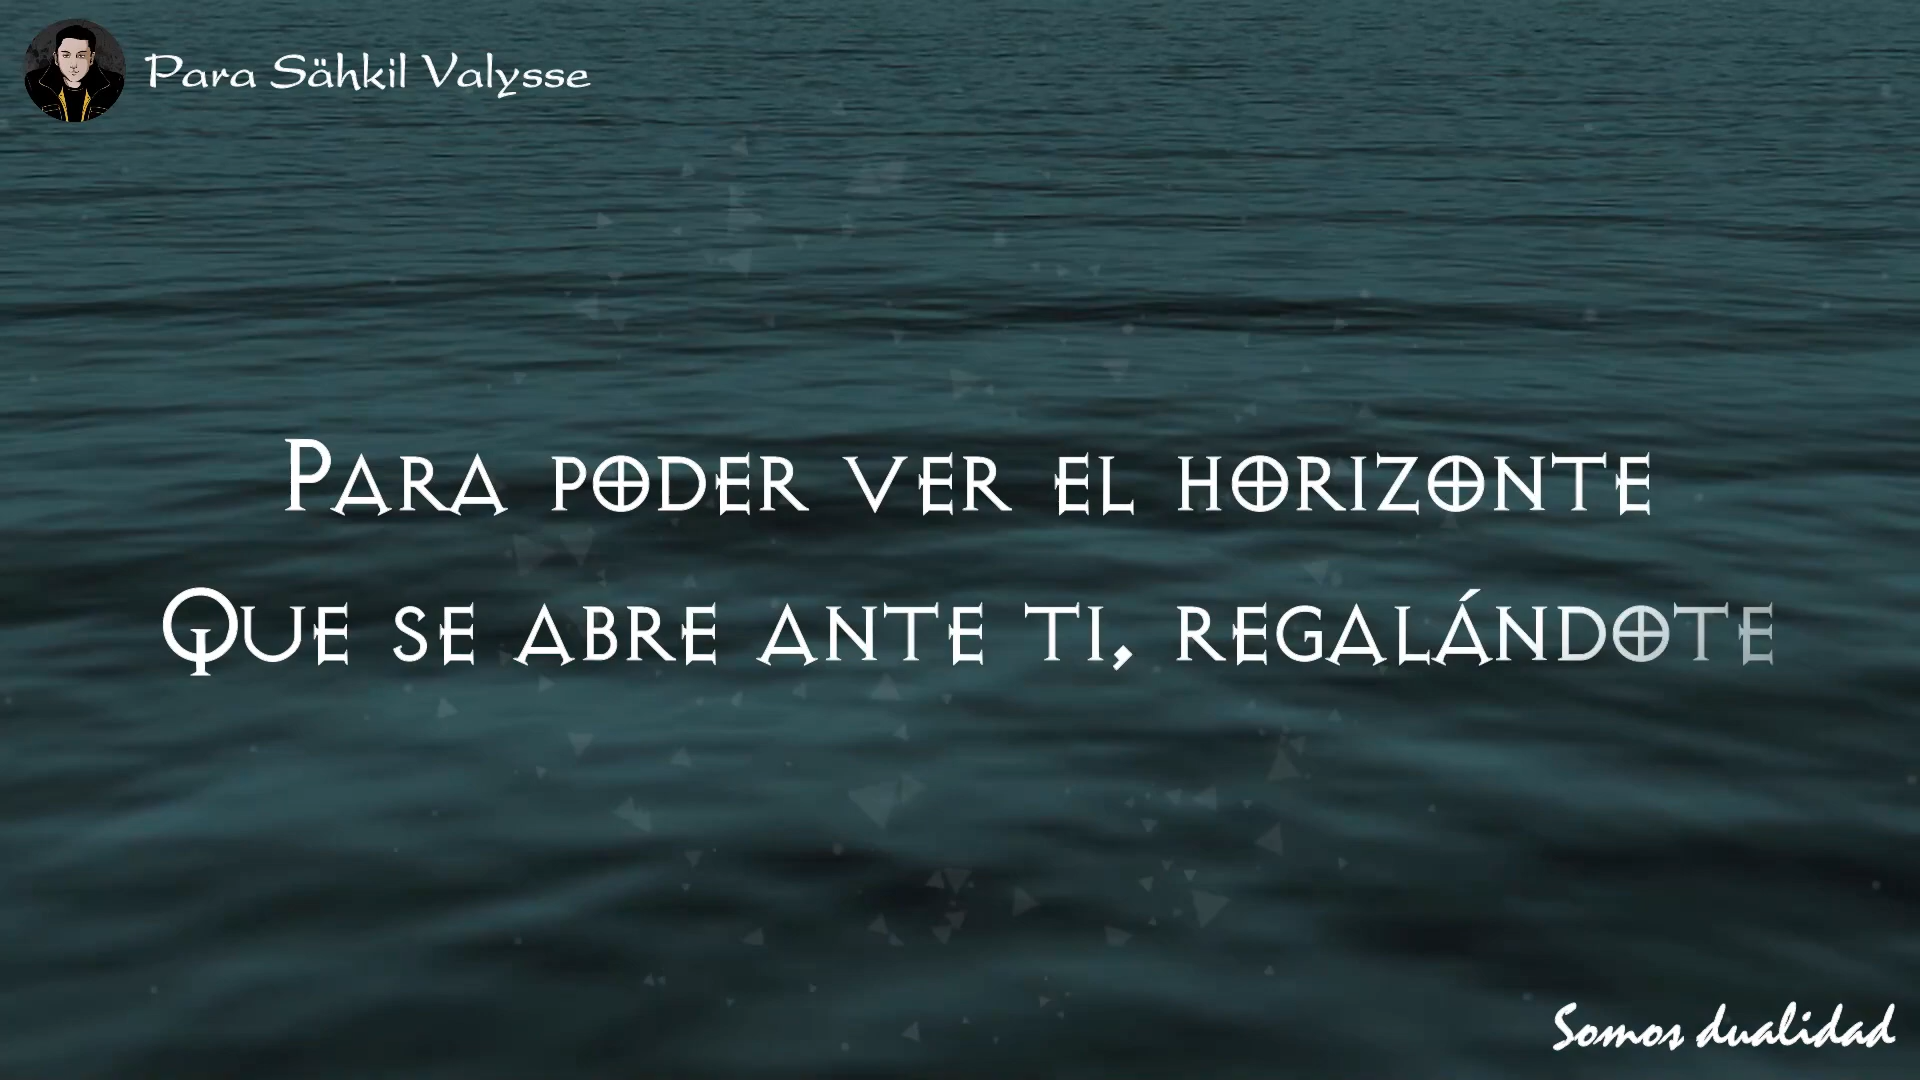 Para Sähkil Valysse
Para poder ver el horizonte
Que se abre ante ti, regalándote
Somos dualidad